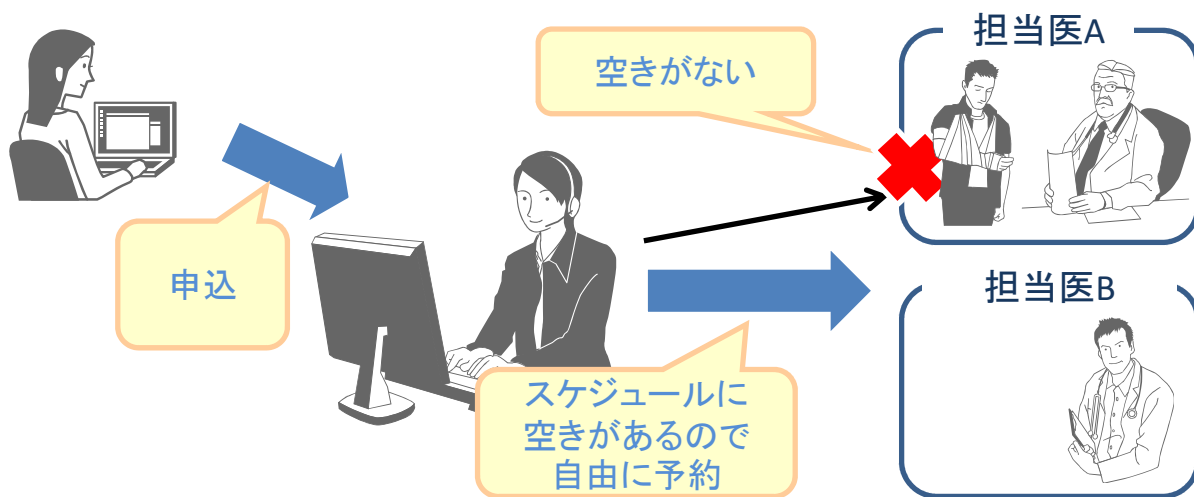 担当医A
空きがない
申込
担当医B
スケジュールに
空きがあるので
自由に予約